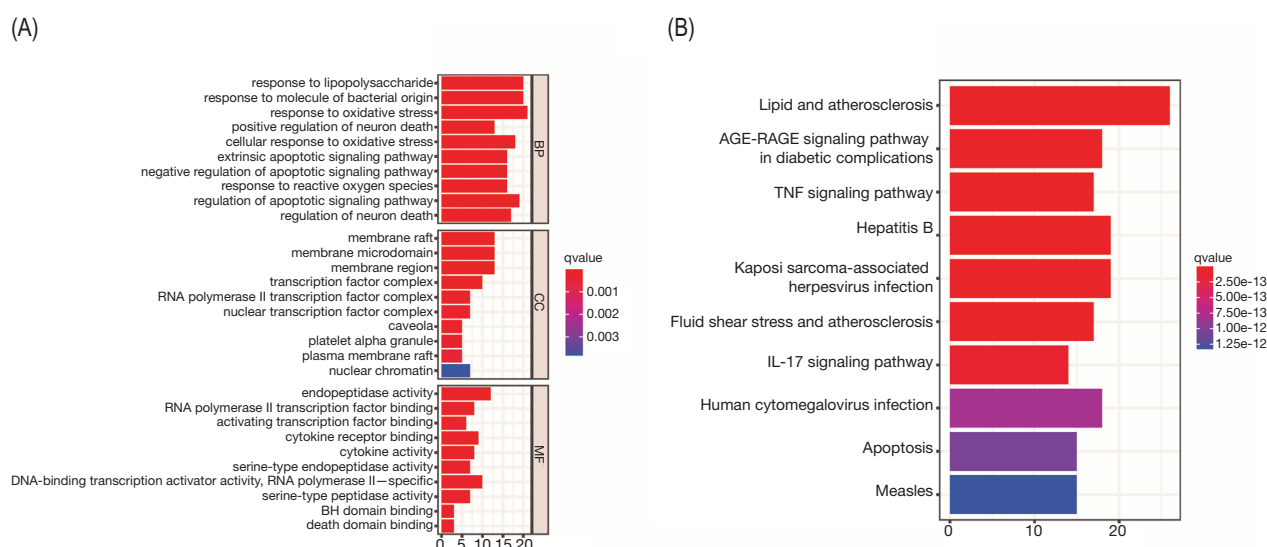 (A)
response to lipopolysaccharide
response to molecule of bacterial origin
response to oxidative stress
positive regulation of neuron death
cellular response to oxidative stress
extrinsic apoptotic signaling pathway
negative regulation of apoptotic signaling pathway
response to reactive oxygen species
regulation of apoptotic signaling pathway
regulation of neuron death
BP
membrane raft
membrane microdomain
membrane region
transcription factor complex
RNA polymerase II transcription factor complex
nuclear transcription factor complex
caveola
platelet alpha granule
plasma membrane raft
nuclear chromatin
CC
endopeptidase activity
RNA polymerase II transcription factor binding
activating transcription factor binding
cytokine receptor binding
cytokine activity
serine-type endopeptidase activity
DNA-binding transcription activator activity, RNA polymerase II—specific
serine-type peptidase activity
BH domain binding
death domain binding
MF
0 5 10 15 20
qvalue
0.001
0.002
0.003
(B)
Lipid and atherosclerosis
AGE-RAGE signaling pathway
in diabetic complications
TNF signaling pathway
Hepatitis B
Kaposi sarcoma-associated
herpesvirus infection
Fluid shear stress and atherosclerosis
IL-17 signaling pathway
Human cytomegalovirus infection
Apoptosis
Measles
0 10 20
qvalue
2.50e-13
5.00e-13
7.50e-13
1.00e-12
1.25e-12